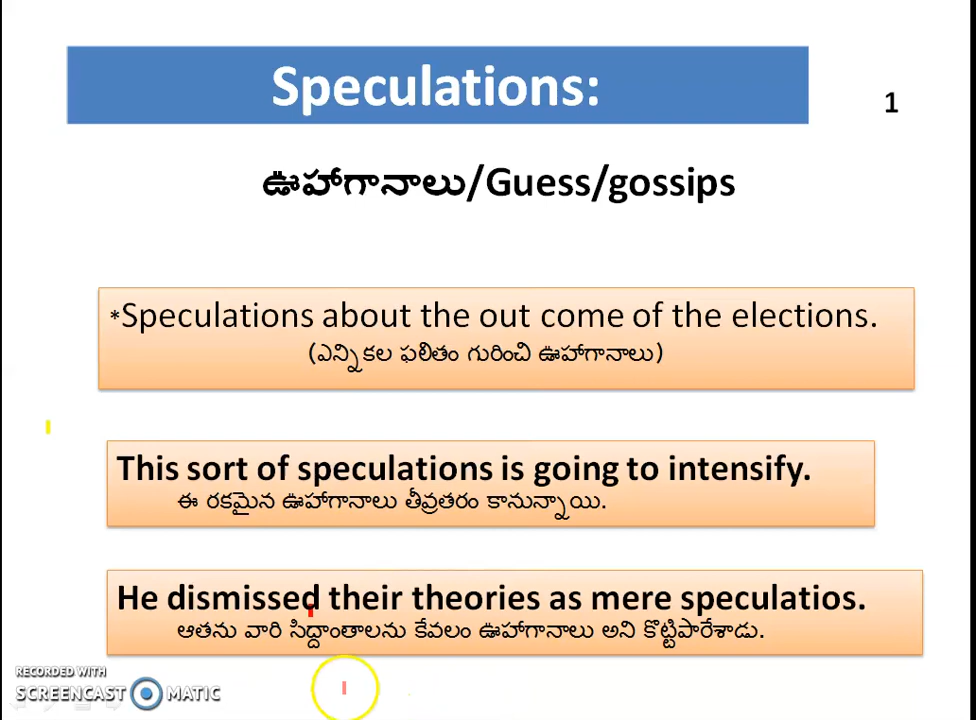 Speculations:
1
ఊహాగానాలు/Guess/gossips
*Speculations about the out come of the elections.
(ఎన్నికల ఫలితం గురించి ఊహాగానాలు)
This sort of speculations is going to intensify.
ఈ రకమైన ఊహాగానాలు తీవ్రతరం కానున్నాయి.
He dismissed their theories as mere speculatios.
ఆతను వారి సిద్ధాంతాలను కేవలం ఊహాగానాలు అని కొట్టిపారేశాడు.
RECORDED WITH
SCREENCAST MATIC